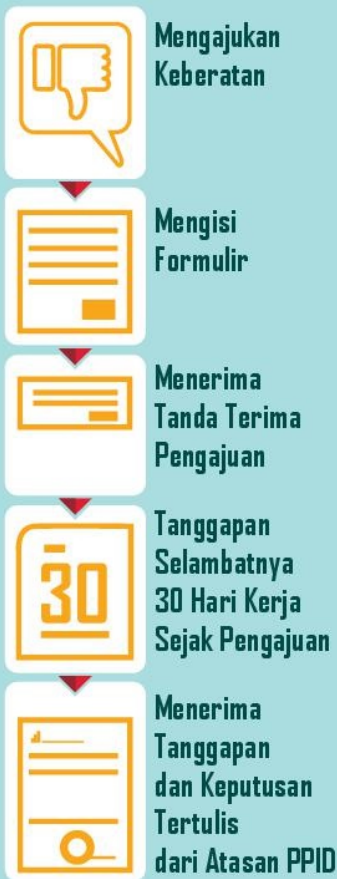 Mengajukan
Keberatan
Mengisi
Formulir
Menerima
Tanda Terima
Pengajuan
30
Tanggapan
Selambatnya
30 Hari Kerja
Sejak Pengajuan
Menerima
Tanggapan
dan Keputusan
Tertulis
dari Atasan PPID